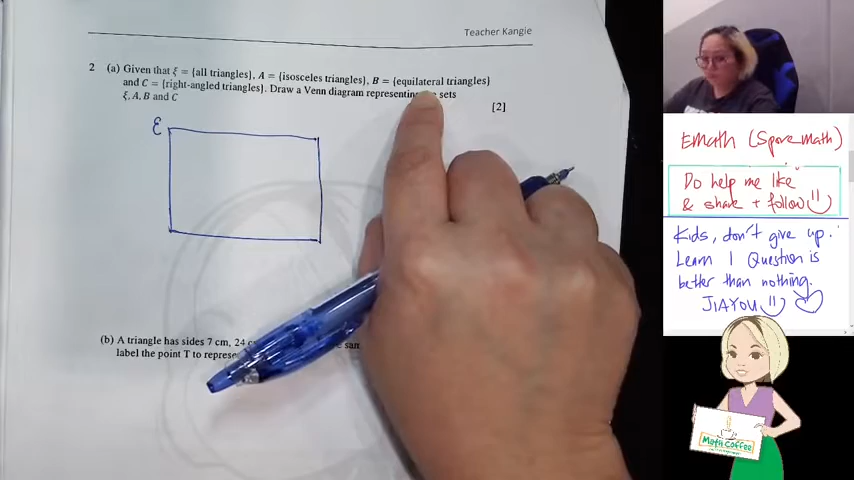 Teacher Kangie
2 (a) Given that ξ = {all triangles}, A = {isosceles triangles}, B = {equilateral triangles}
and C = {right-angled triangles}. Draw a Venn diagram representing sets
ξ, A, B and C
[2]
ξ
(b) A triangle has sides 7 cm, 24
label the point T to
Emath (Spore math)
Do help me like
& share + follow
Kids, don't give up.
Learn 1 Question is
better than nothing.
JIAYOU
Math Coffee